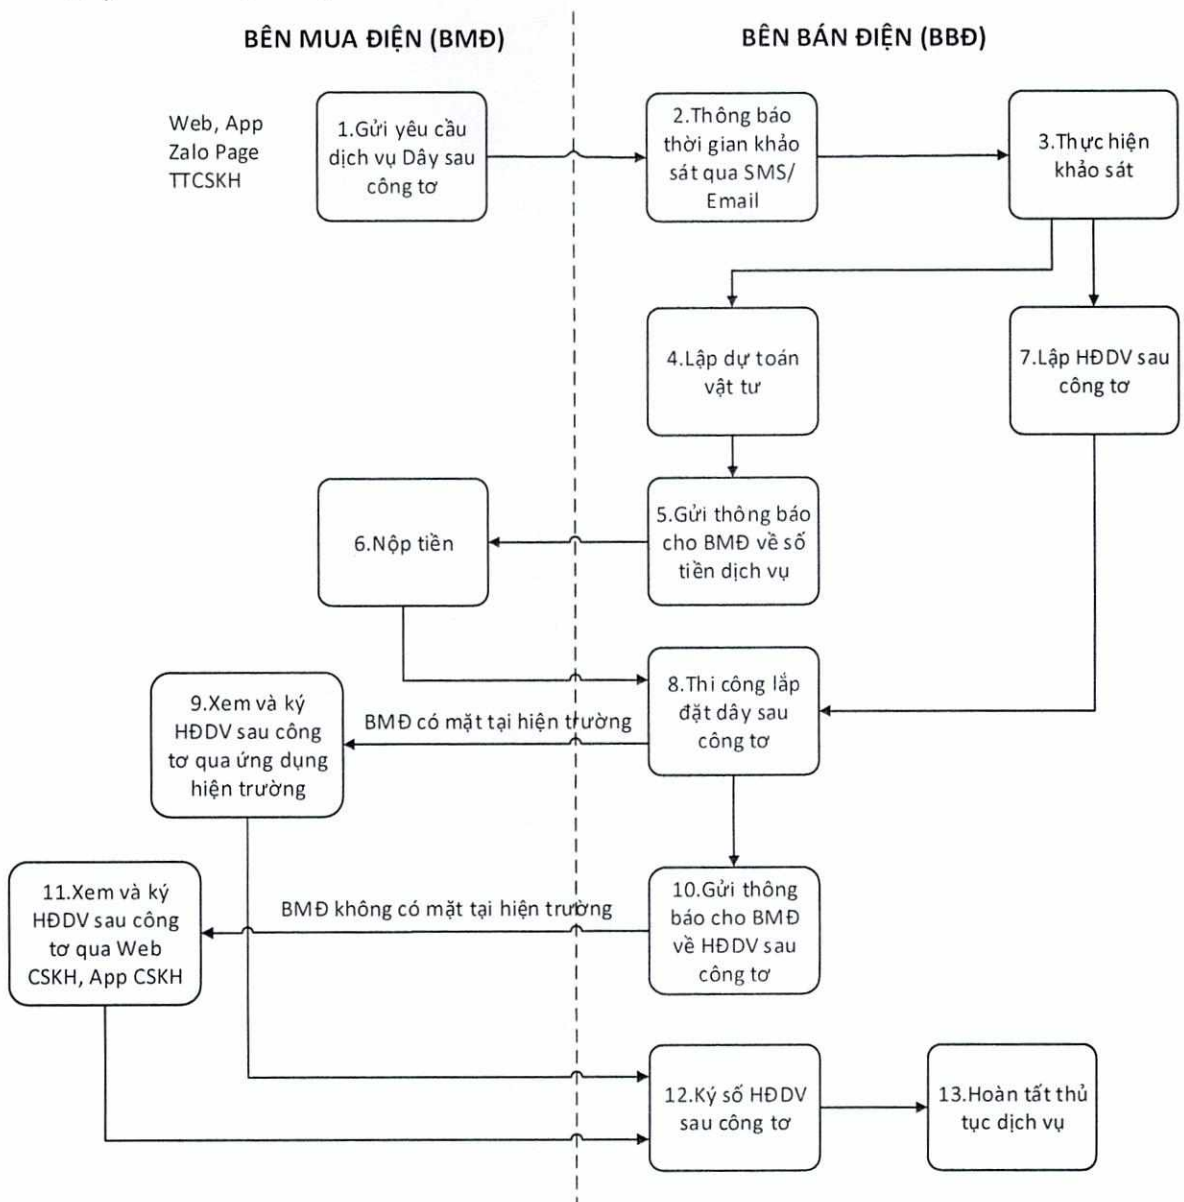 BÊN MUA ĐIỆN (BMĐ)
BÊN BÁN ĐIỆN (BBĐ)
Web, App
Zalo Page
TTCSKH
1.Gửi yêu cầu
dịch vụ Dây sau
công tơ
2.Thông báo
thời gian khảo
sát qua SMS/
Email
3.Thực hiện
khảo sát
4.Lập dự toán
vật tư
7.Lập HĐDV sau
công tơ
6.Nộp tiền
5.Gửi thông báo
cho BMĐ về số
tiền dịch vụ
8.Thi công lắp
đặt dây sau
công tơ
BMĐ có mặt tại hiện trường
9.Xem và ký
HĐDV sau công
tơ qua ứng dụng
hiện trường
10.Gửi thông
báo cho BMĐ
về HĐDV sau
công tơ
BMĐ không có mặt tại hiện trường
11.Xem và ký
HĐDV sau công
tơ qua Web
CSKH, App CSKH
12.Ký số HĐDV
sau công tơ
13.Hoàn tất thủ
tục dịch vụ